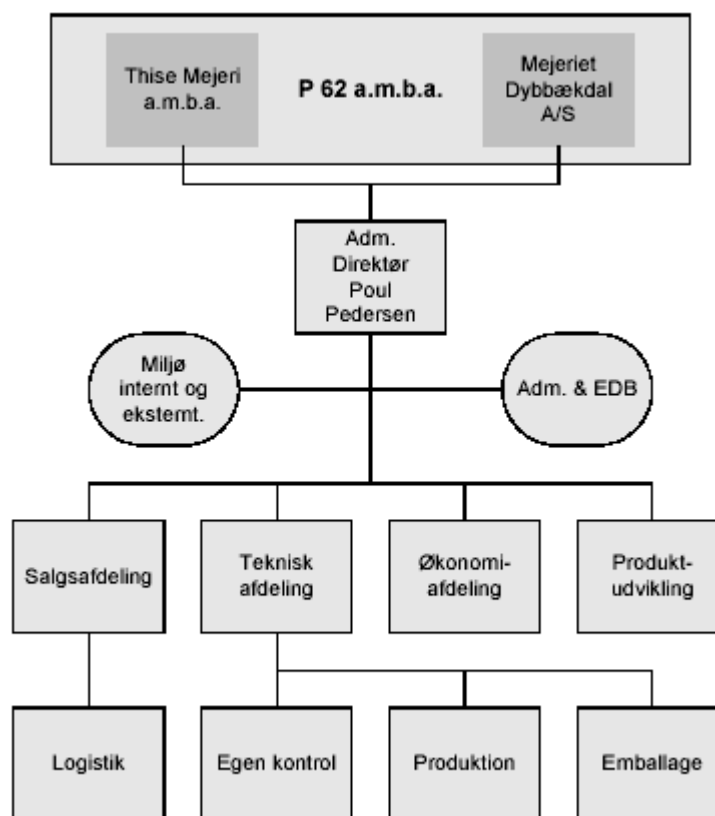 Thise Mejeri
a.m.b.a.
P 62 a.m.b.a.
Mejeriet
Dybbækdal
A/S
Adm.
Direktør
Poul
Pedersen
Miljø
internt og
eksternt.
Adm. & EDB
Salgsafdeling
Teknisk
afdeling
Økonomi-
afdeling
Produkt-
udvikling
Logistik
Egen kontrol
Produktion
Emballage